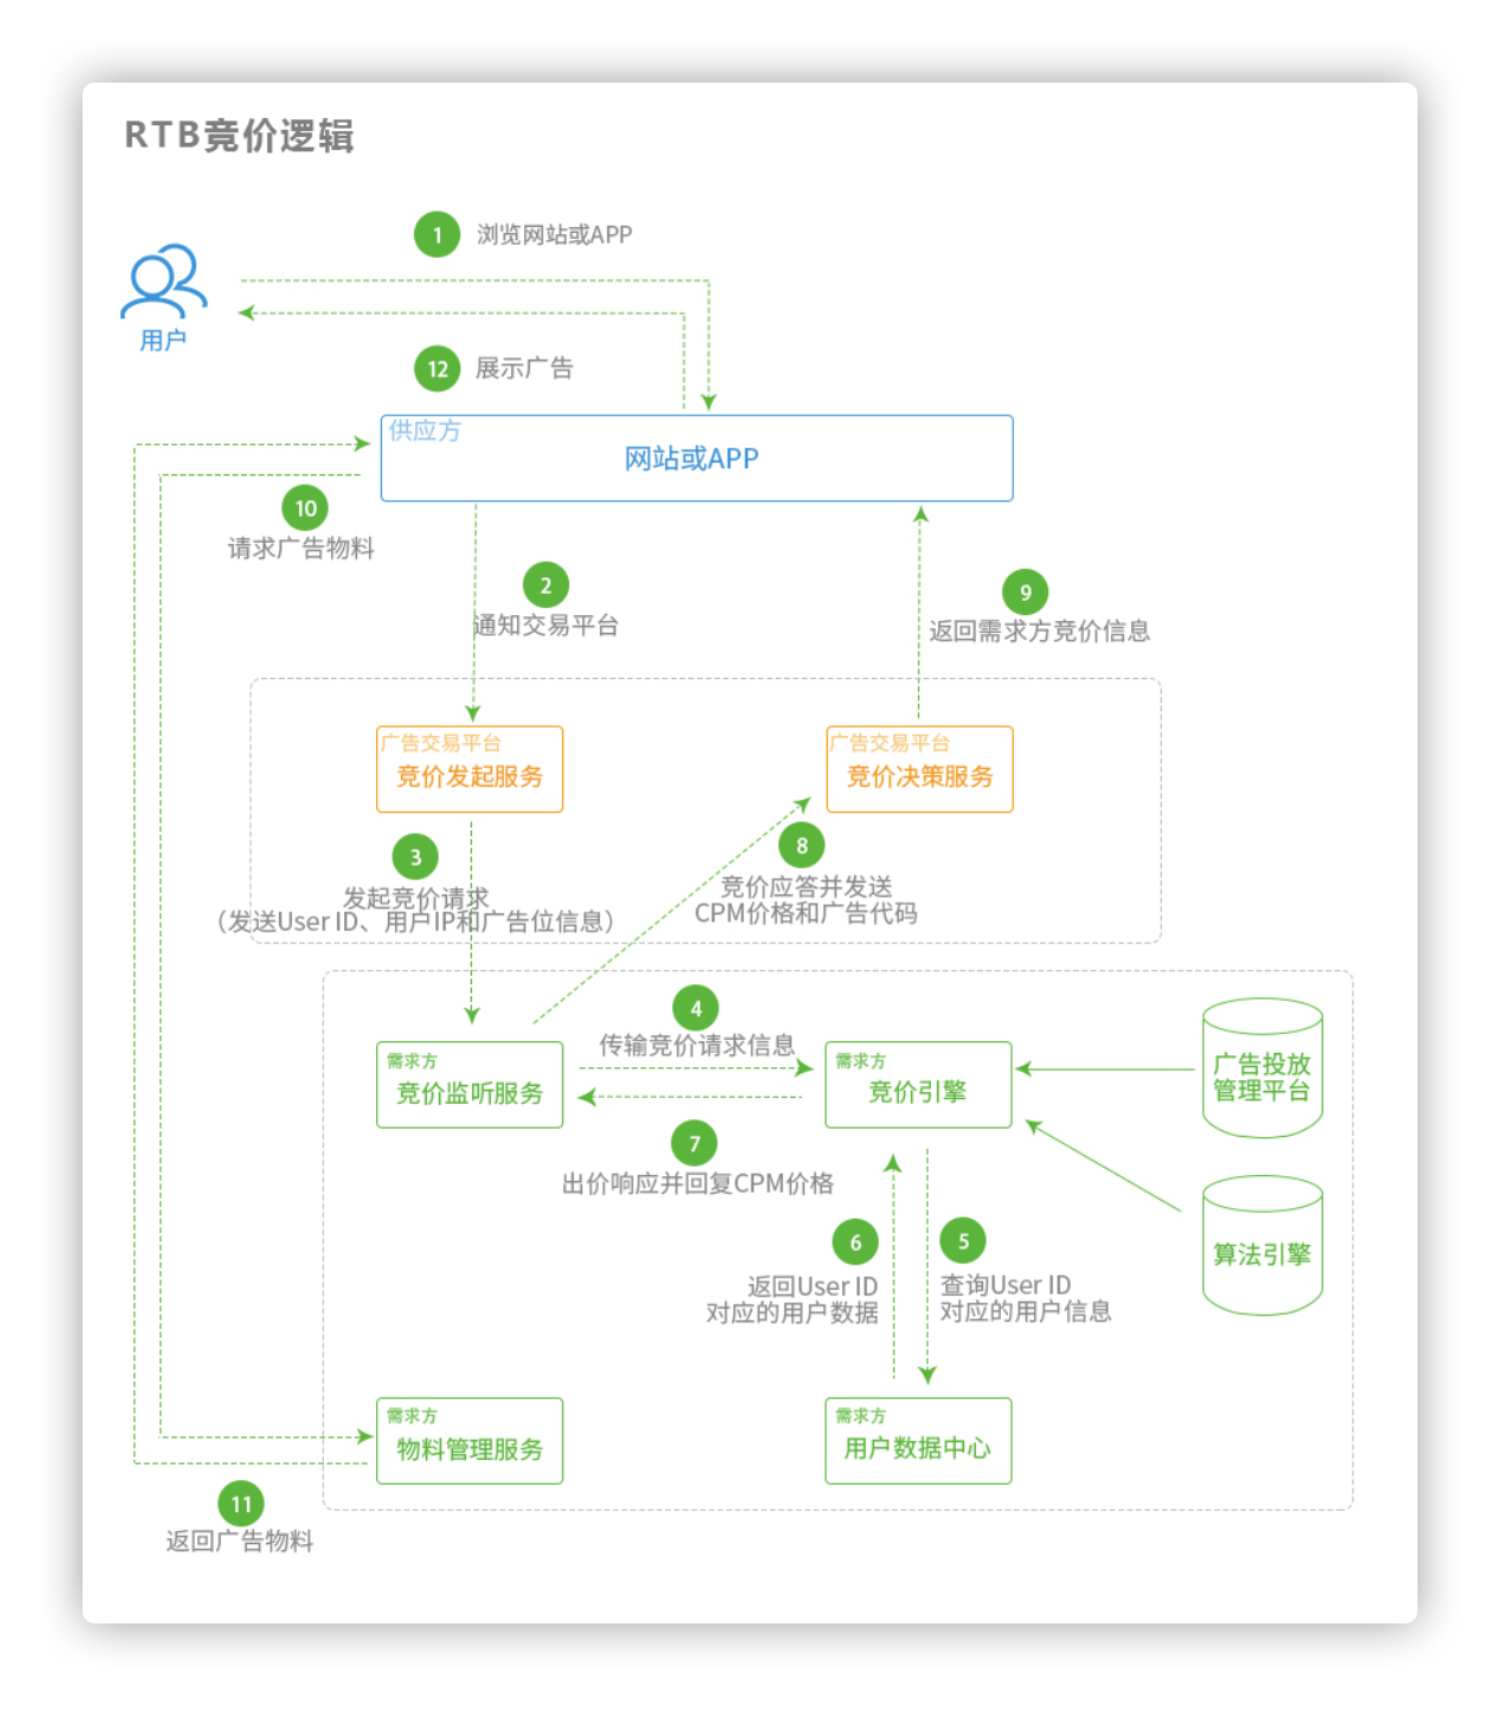 RTB竞价逻辑
1 浏览网站或APP
用户
12 展示广告
供应方
网站或APP
10
请求广告物料
2
通知交易平台
9
返回需求方竞价信息
广告交易平台
竞价发起服务
广告交易平台
竞价决策服务
3
发起竞价请求
（发送User ID、用户IP和广告位信息）
8
竞价应答并发送
CPM价格和广告代码
4
传输竞价请求信息
需求方
竞价监听服务
需求方
竞价引擎
广告投放
管理平台
7
出价响应并回复CPM价格
6
返回User ID
对应的用户数据
5
查询User ID
对应的用户信息
算法引擎
需求方
物料管理服务
需求方
用户数据中心
11
返回广告物料